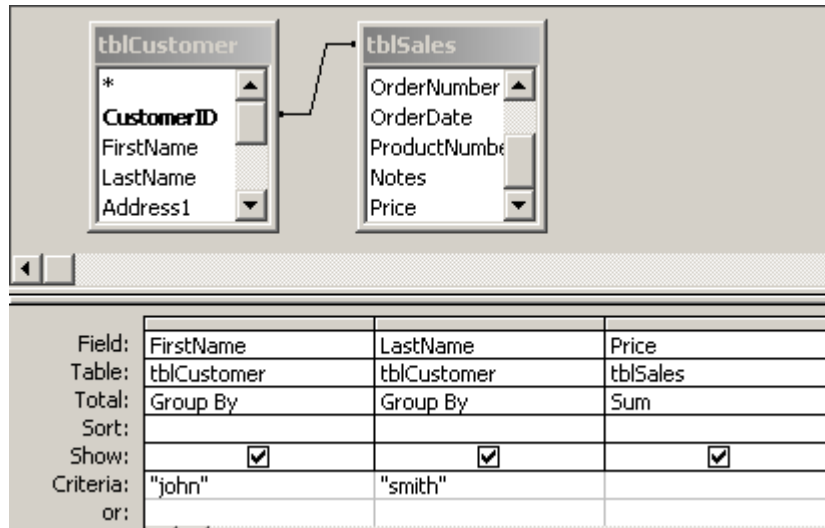 tblCustomer
*
CustomerID
FirstName
LastName
Address1
tblSales
OrderNumber
OrderDate
ProductNumbe
Notes
Price
Field: FirstName LastName Price
Table: tblCustomer tblCustomer tblSales
Total: Group By Group By Sum
Sort:
Show:
Criteria: "john" "smith"
or: